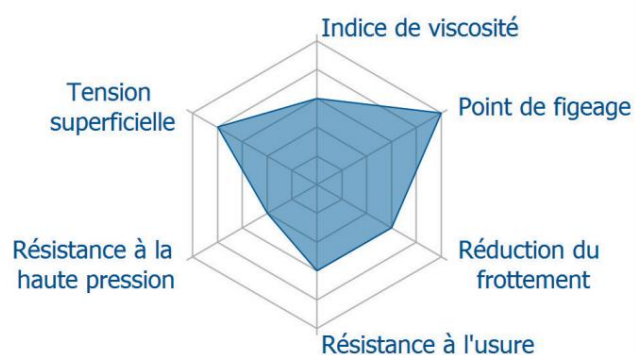 Indice de viscosité
Tension
superficielle
Point de figeage
Résistance à la
haute pression
Réduction du
frottement
Résistance à l'usure